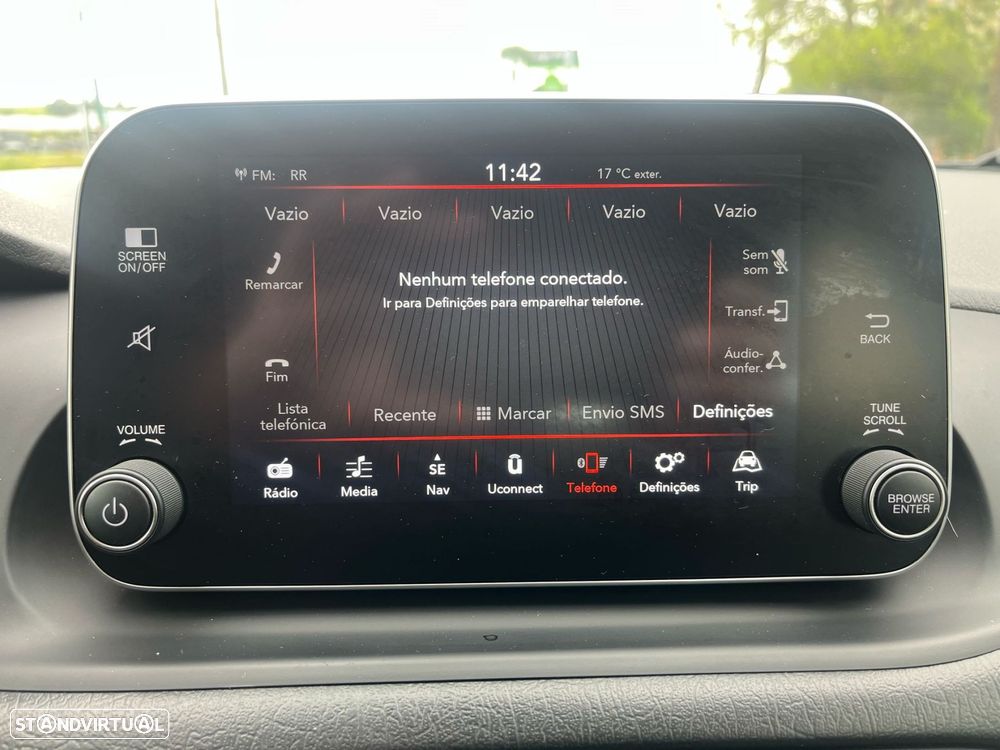 FM: RR 11:42 17 °C exter.
Vazio Vazio Vazio Vazio Vazio
SCREEN
ON/OFF
Remarcar
Nenhum telefone conectado.
Ir para Definições para emparelhar telefone.
Sem
som
Transf.
BACK
Fim
Áudio-
confer.
Lista
telefónica
Recente Marcar Envio SMS Definições
VOLUME
TUNE
SCROLL
Rádio Media Nav Uconnect Telefone Definições Trip
SE
BROWSE
ENTER
STANDVIRTUAL